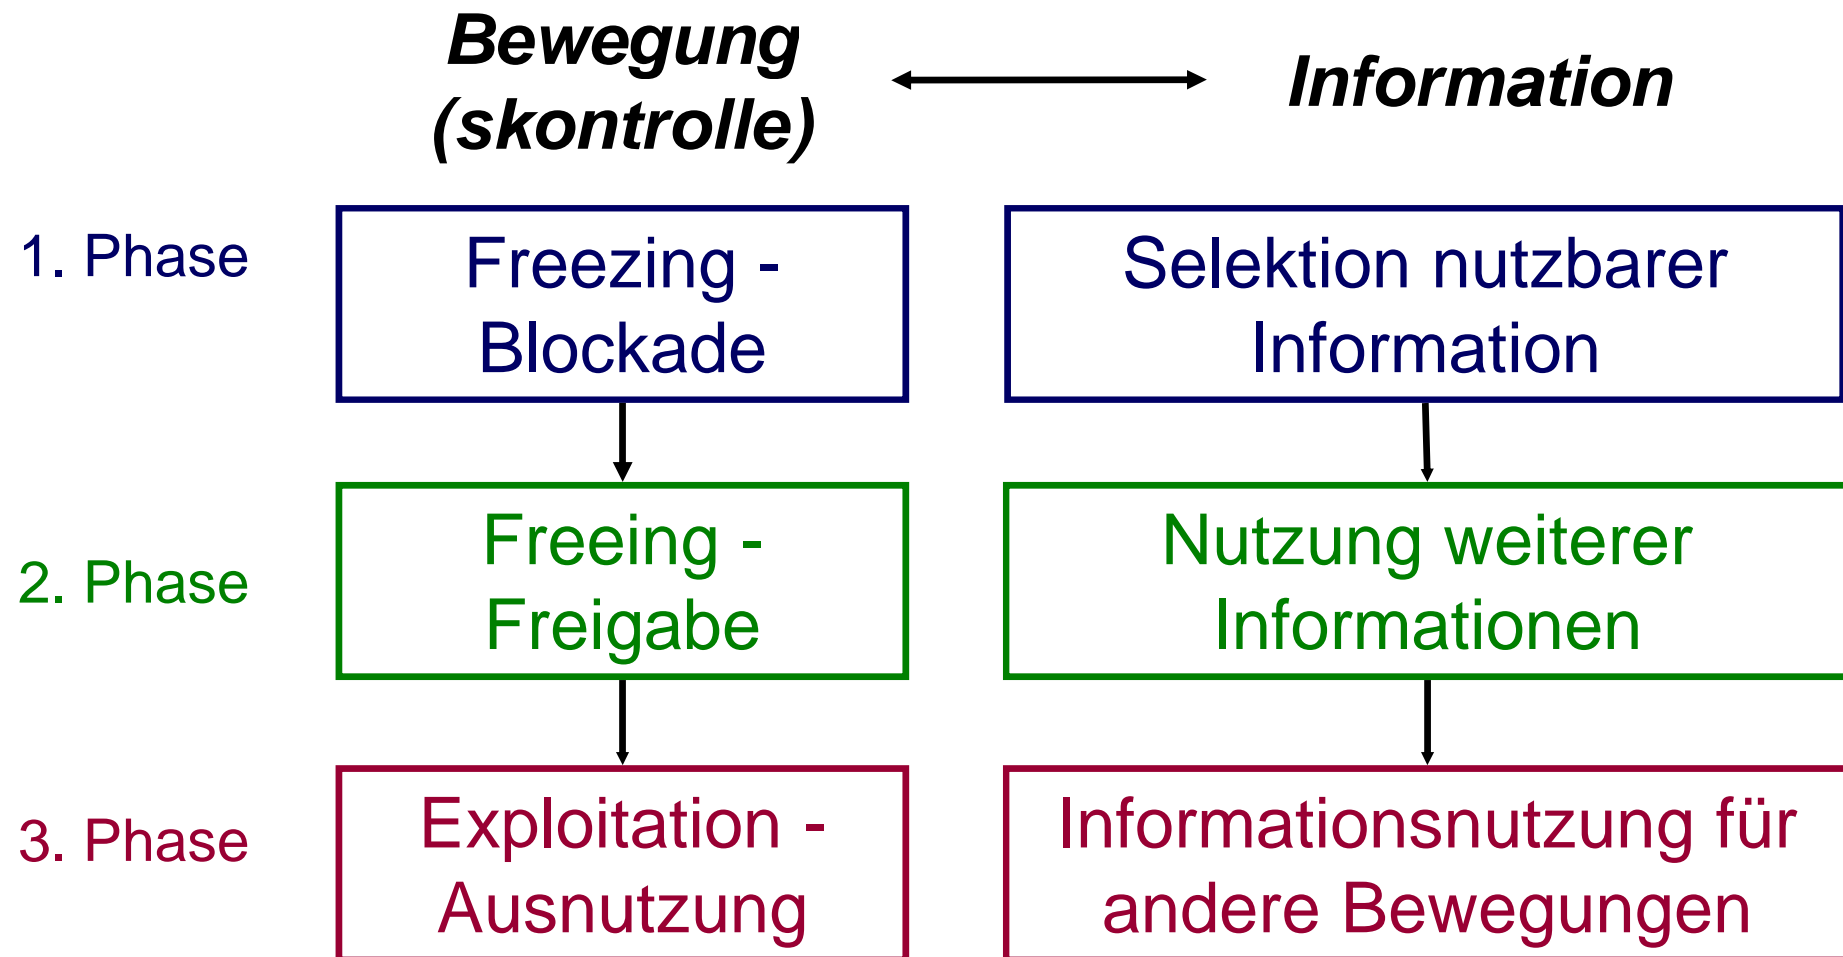 Bewegung
(skontrolle)
Information
1. Phase
Freezing -
Blockade
Selektion nutzbarer
Information
2. Phase
Freeing -
Freigabe
Nutzung weiterer
Informationen
3. Phase
Exploitation -
Ausnutzung
Informationsnutzung für
andere Bewegungen